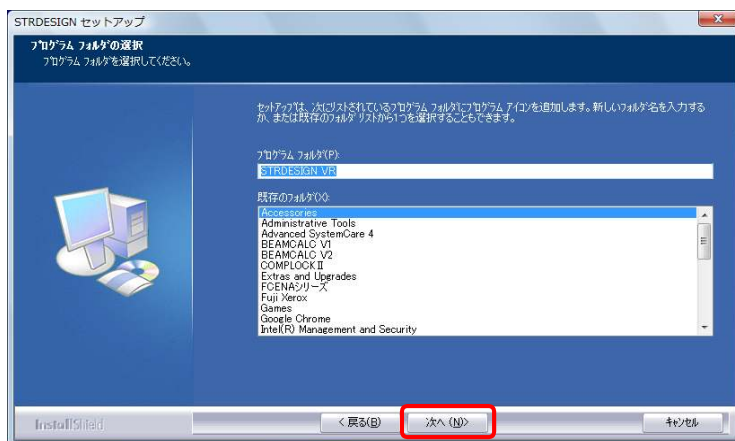 STRDESIGN セットアップ
プログラム フォルダの選択
プログラム フォルダを選択してください。
セットアップは、次にリストされているプログラム フォルダにプログラム アイコンを追加します。新しいフォルダ名を入力する
か、または既存のフォルダ リストから1つを選択することもできます。
プログラム フォルダ(P):
STRDESIGN VR
既存のフォルダ(X):
Accessories
Administrative Tools
Advanced SystemCare 4
BEAMCALC V1
BEAMCALC V2
COMPLOCKⅡ
Extras and Upgrades
FCENAシリーズ
Fuji Xerox
Games
Google Chrome
Intel(R) Management and Security
InstallShield
< 戻る(B)
次へ (N)>
キャンセル